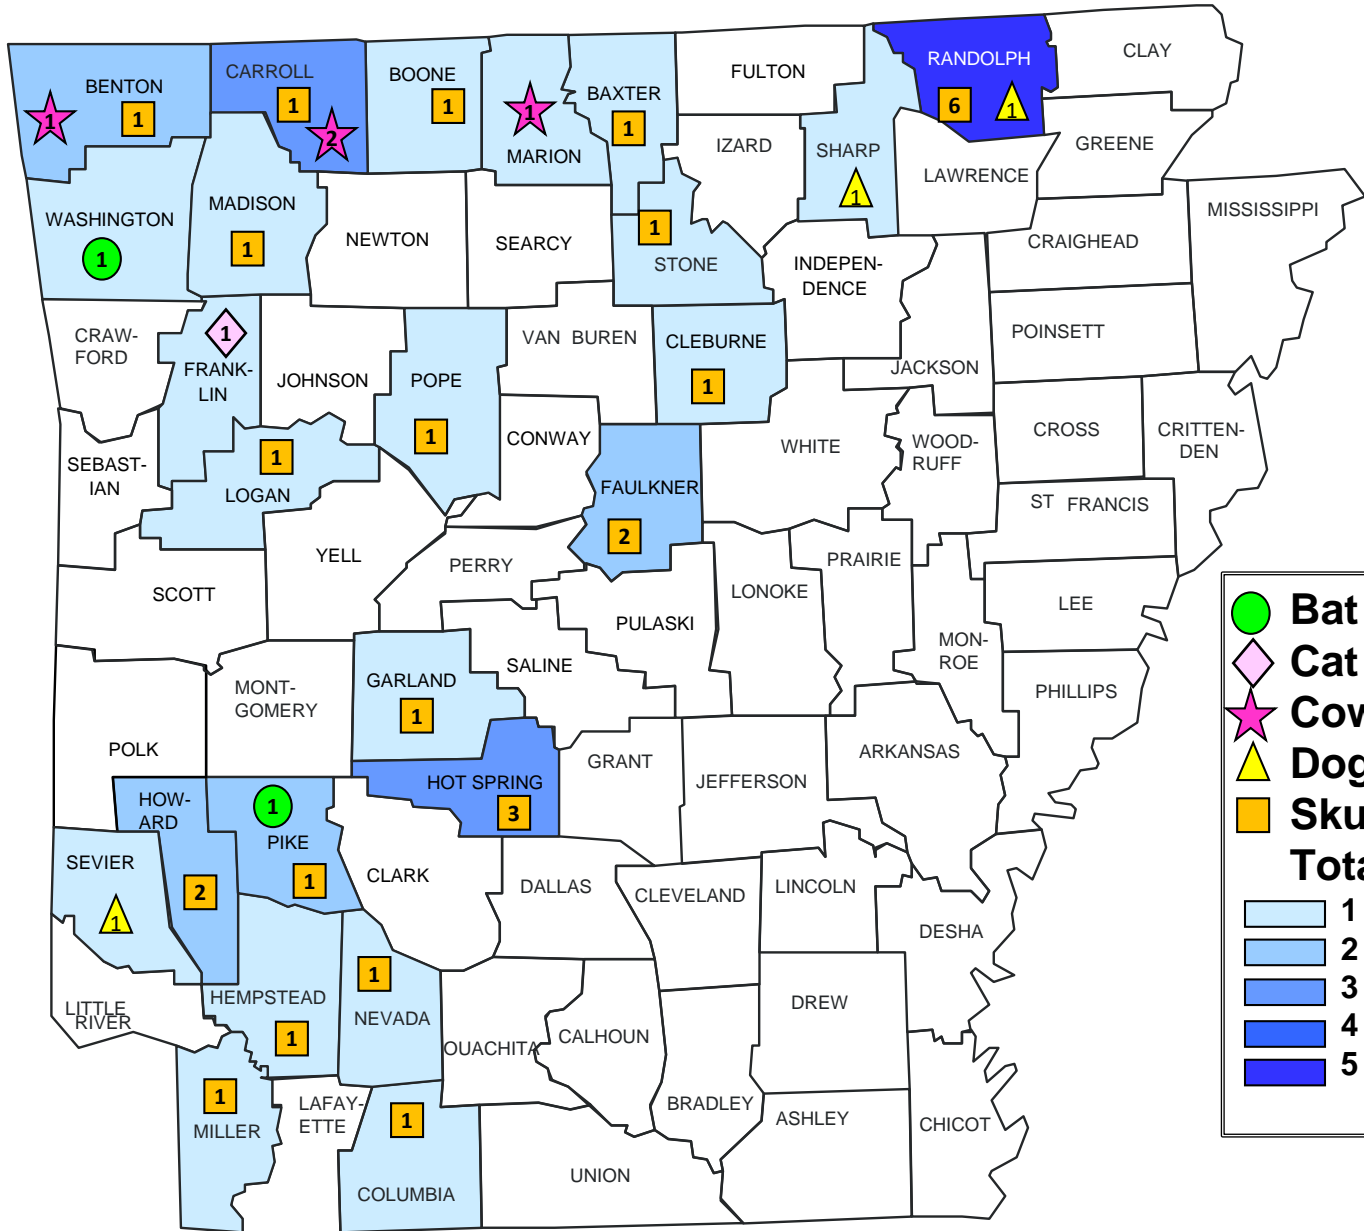 BENTON
1
1
CARROLL
1
2
BOONE
1
1
MARION
BAXTER
1
FULTON
RANDOLPH
6
1
CLAY
IZARD
SHARP
1
LAWRENCE
GREENE
MISSISSIPPI
WASHINGTON
1
MADISON
1
NEWTON
SEARCY
1
STONE
INDEPEN-
DENCE
CRAIGHEAD
CRAW-
FORD
1
FRANK-
LIN
JOHNSON
POPE
1
VAN BUREN
CLEBURNE
1
JACKSON
POINSETT
SEBAST-
IAN
1
LOGAN
CONWAY
WHITE
WOOD-
RUFF
CROSS
CRITTEN-
DEN
FAULKNER
2
ST FRANCIS
SCOTT
YELL
PERRY
PULASKI
LONOKE
PRAIRIE
LEE
MON-
ROE
PHILLIPS
POLK
MONT-
GOMERY
GARLAND
1
SALINE
HOT SPRING
3
GRANT
JEFFERSON
ARKANSAS
HOW-
ARD
2
1
PIKE
1
SEVIER
1
CLARK
DALLAS
CLEVELAND
LINCOLN
DESHA
LITTLE
RIVER
HEMPSTEAD
1
1
NEVADA
OUACHITA
CALHOUN
DREW
BRADLEY
ASHLEY
CHICOT
1
MILLER
LAFAY-
ETTE
1
COLUMBIA
UNION
Bat
Cat
Cow
Dog
Sku
Tota
1
2
3
4
5